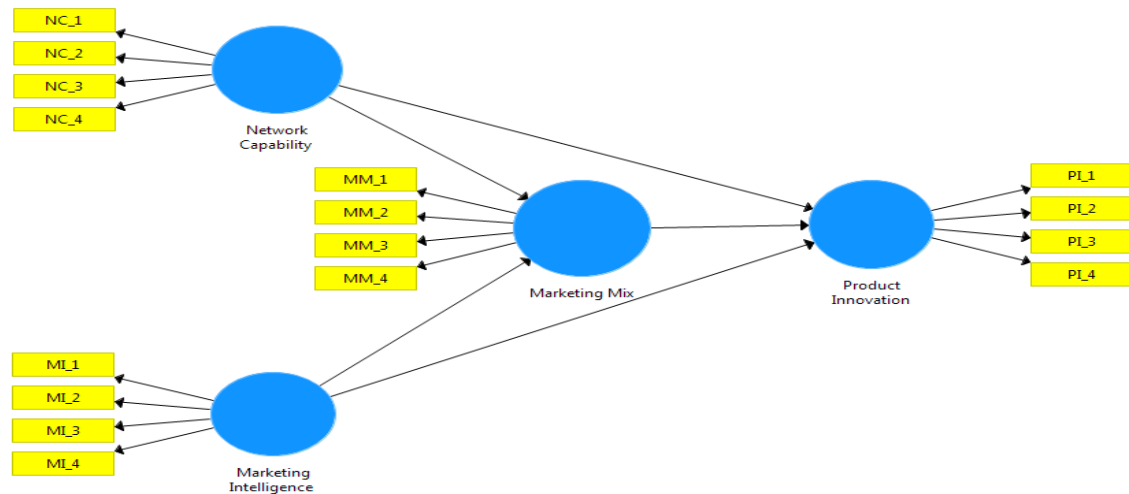 NC_1
NC_2
NC_3
NC_4
Network
Capability
MM_1
MM_2
MM_3
MM_4
Marketing Mix
PI_1
PI_2
PI_3
PI_4
Product
Innovation
MI_1
MI_2
MI_3
MI_4
Marketing
Intelligence